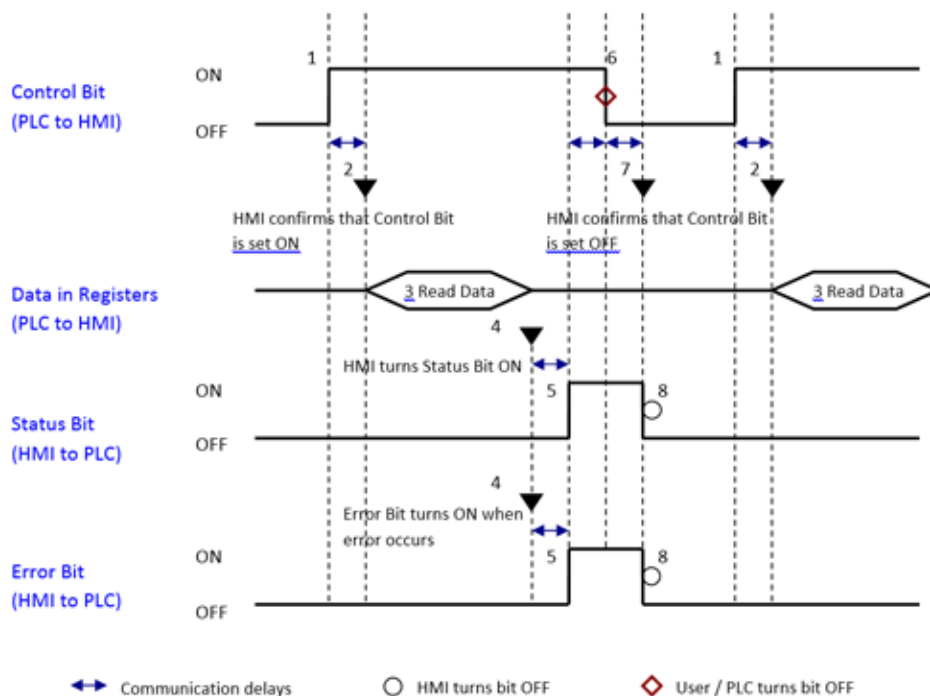 1
6
1
ON
Control Bit
(PLC to HMI)
OFF
2
7
2
HMI confirms that Control Bit
is set ON
HMI confirms that Control Bit
is set OFF
Data in Registers
(PLC to HMI)
3 Read Data
3 Read Data
4
HMI turns Status Bit ON
ON
5
8
Status Bit
(HMI to PLC)
OFF
4
Error Bit turns ON when
error occurs
ON
5
8
Error Bit
(HMI to PLC)
OFF
Communication delays
HMI turns bit OFF
User / PLC turns bit OFF